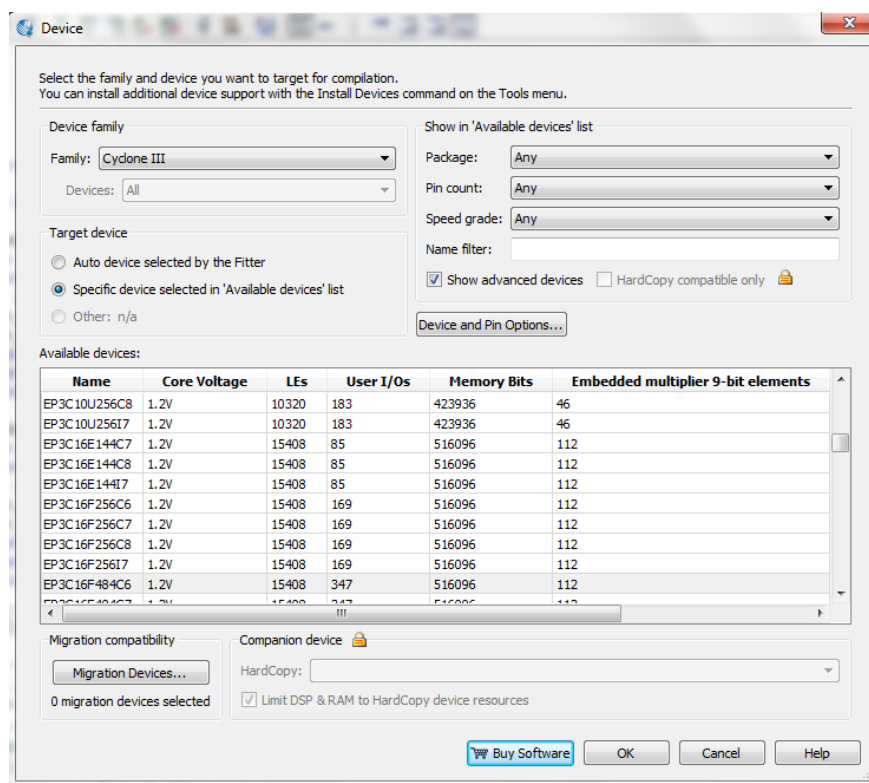 Device
Select the family and device you want to target for compilation.
You can install additional device support with the Install Devices command on the Tools menu.
Device family
Family: Cyclone III
Devices: All
Show in 'Available devices' list
Package: Any
Pin count: Any
Speed grade: Any
Name filter:
Show advanced devices HardCopy compatible only
Target device
Auto device selected by the Fitter
Specific device selected in 'Available devices' list
Other: n/a
Device and Pin Options...
Available devices:
Name Core Voltage LEs User I/Os Memory Bits Embedded multiplier 9-bit elements
EP3C10U256C8 1.2V 10320 183 423936 46
EP3C10U256I7 1.2V 10320 183 423936 46
EP3C16E144C7 1.2V 15408 85 516096 112
EP3C16E144C8 1.2V 15408 85 516096 112
EP3C16E144I7 1.2V 15408 85 516096 112
EP3C16F256C6 1.2V 15408 169 516096 112
EP3C16F256C7 1.2V 15408 169 516096 112
EP3C16F256C8 1.2V 15408 169 516096 112
EP3C16F256I7 1.2V 15408 169 516096 112
EP3C16F484C6 1.2V 15408 347 516096 112
EP3C16F484C7 1.2V 15408 347 516096 112
Migration compatibility
Migration Devices...
0 migration devices selected
Companion device
HardCopy:
Limit DSP & RAM to HardCopy device resources
Buy Software OK Cancel Help